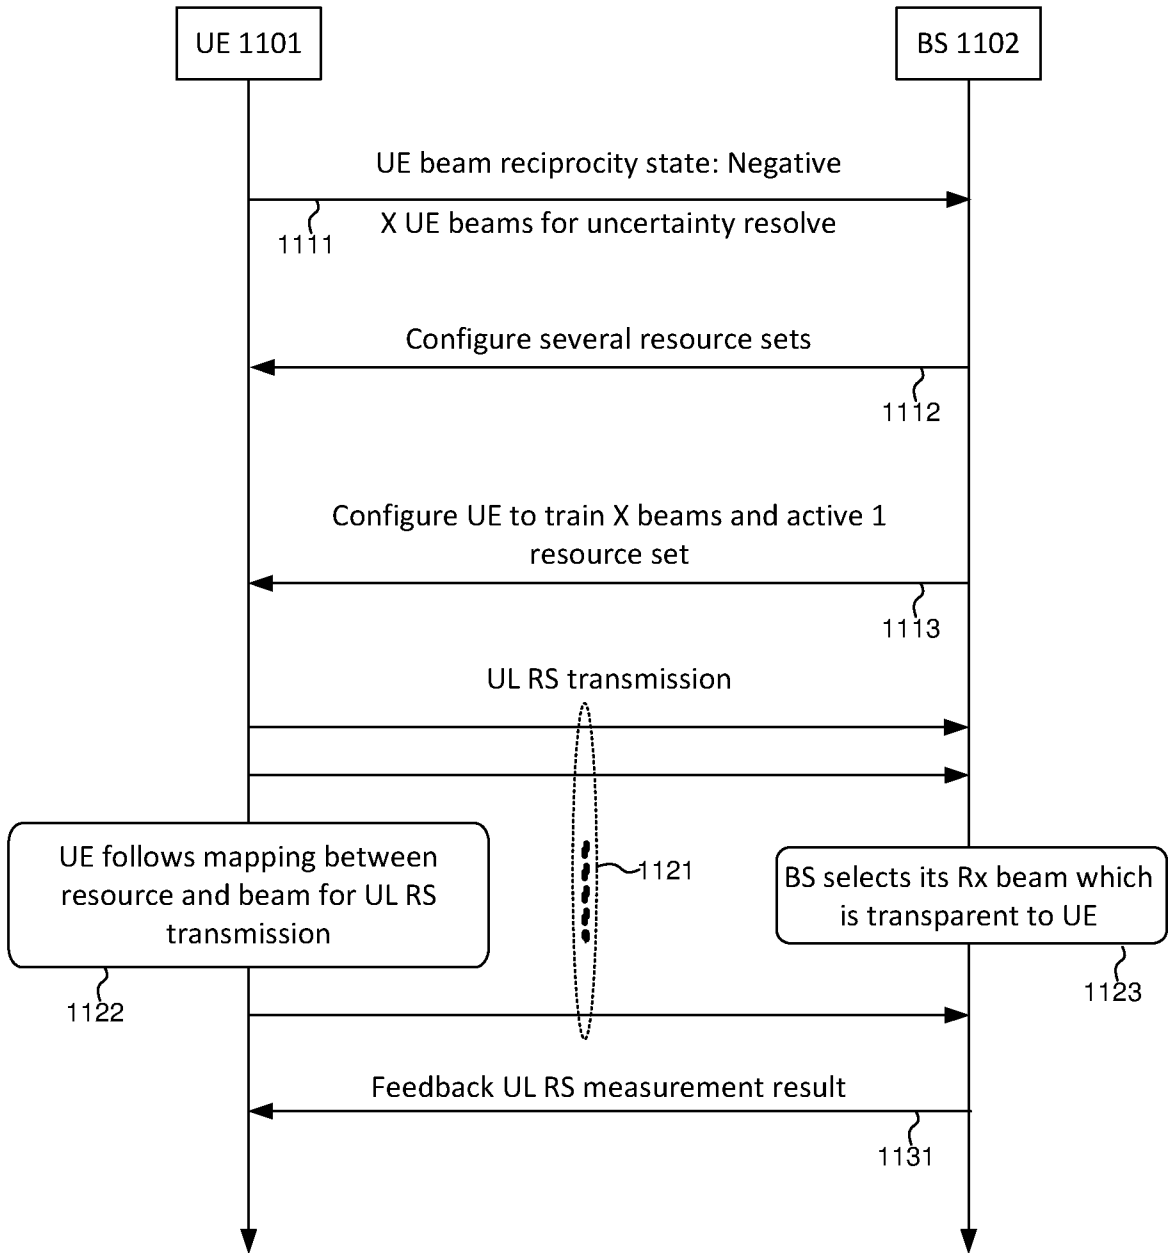 UE 1101
BS 1102
UE beam reciprocity state: Negative
X UE beams for uncertainty resolve
1111
Configure several resource sets
1112
Configure UE to train X beams and active 1
resource set
1113
UL RS transmission
UE follows mapping between
resource and beam for UL RS
transmission
1121
BS selects its Rx beam which
is transparent to UE
1122
1123
Feedback UL RS measurement result
1131